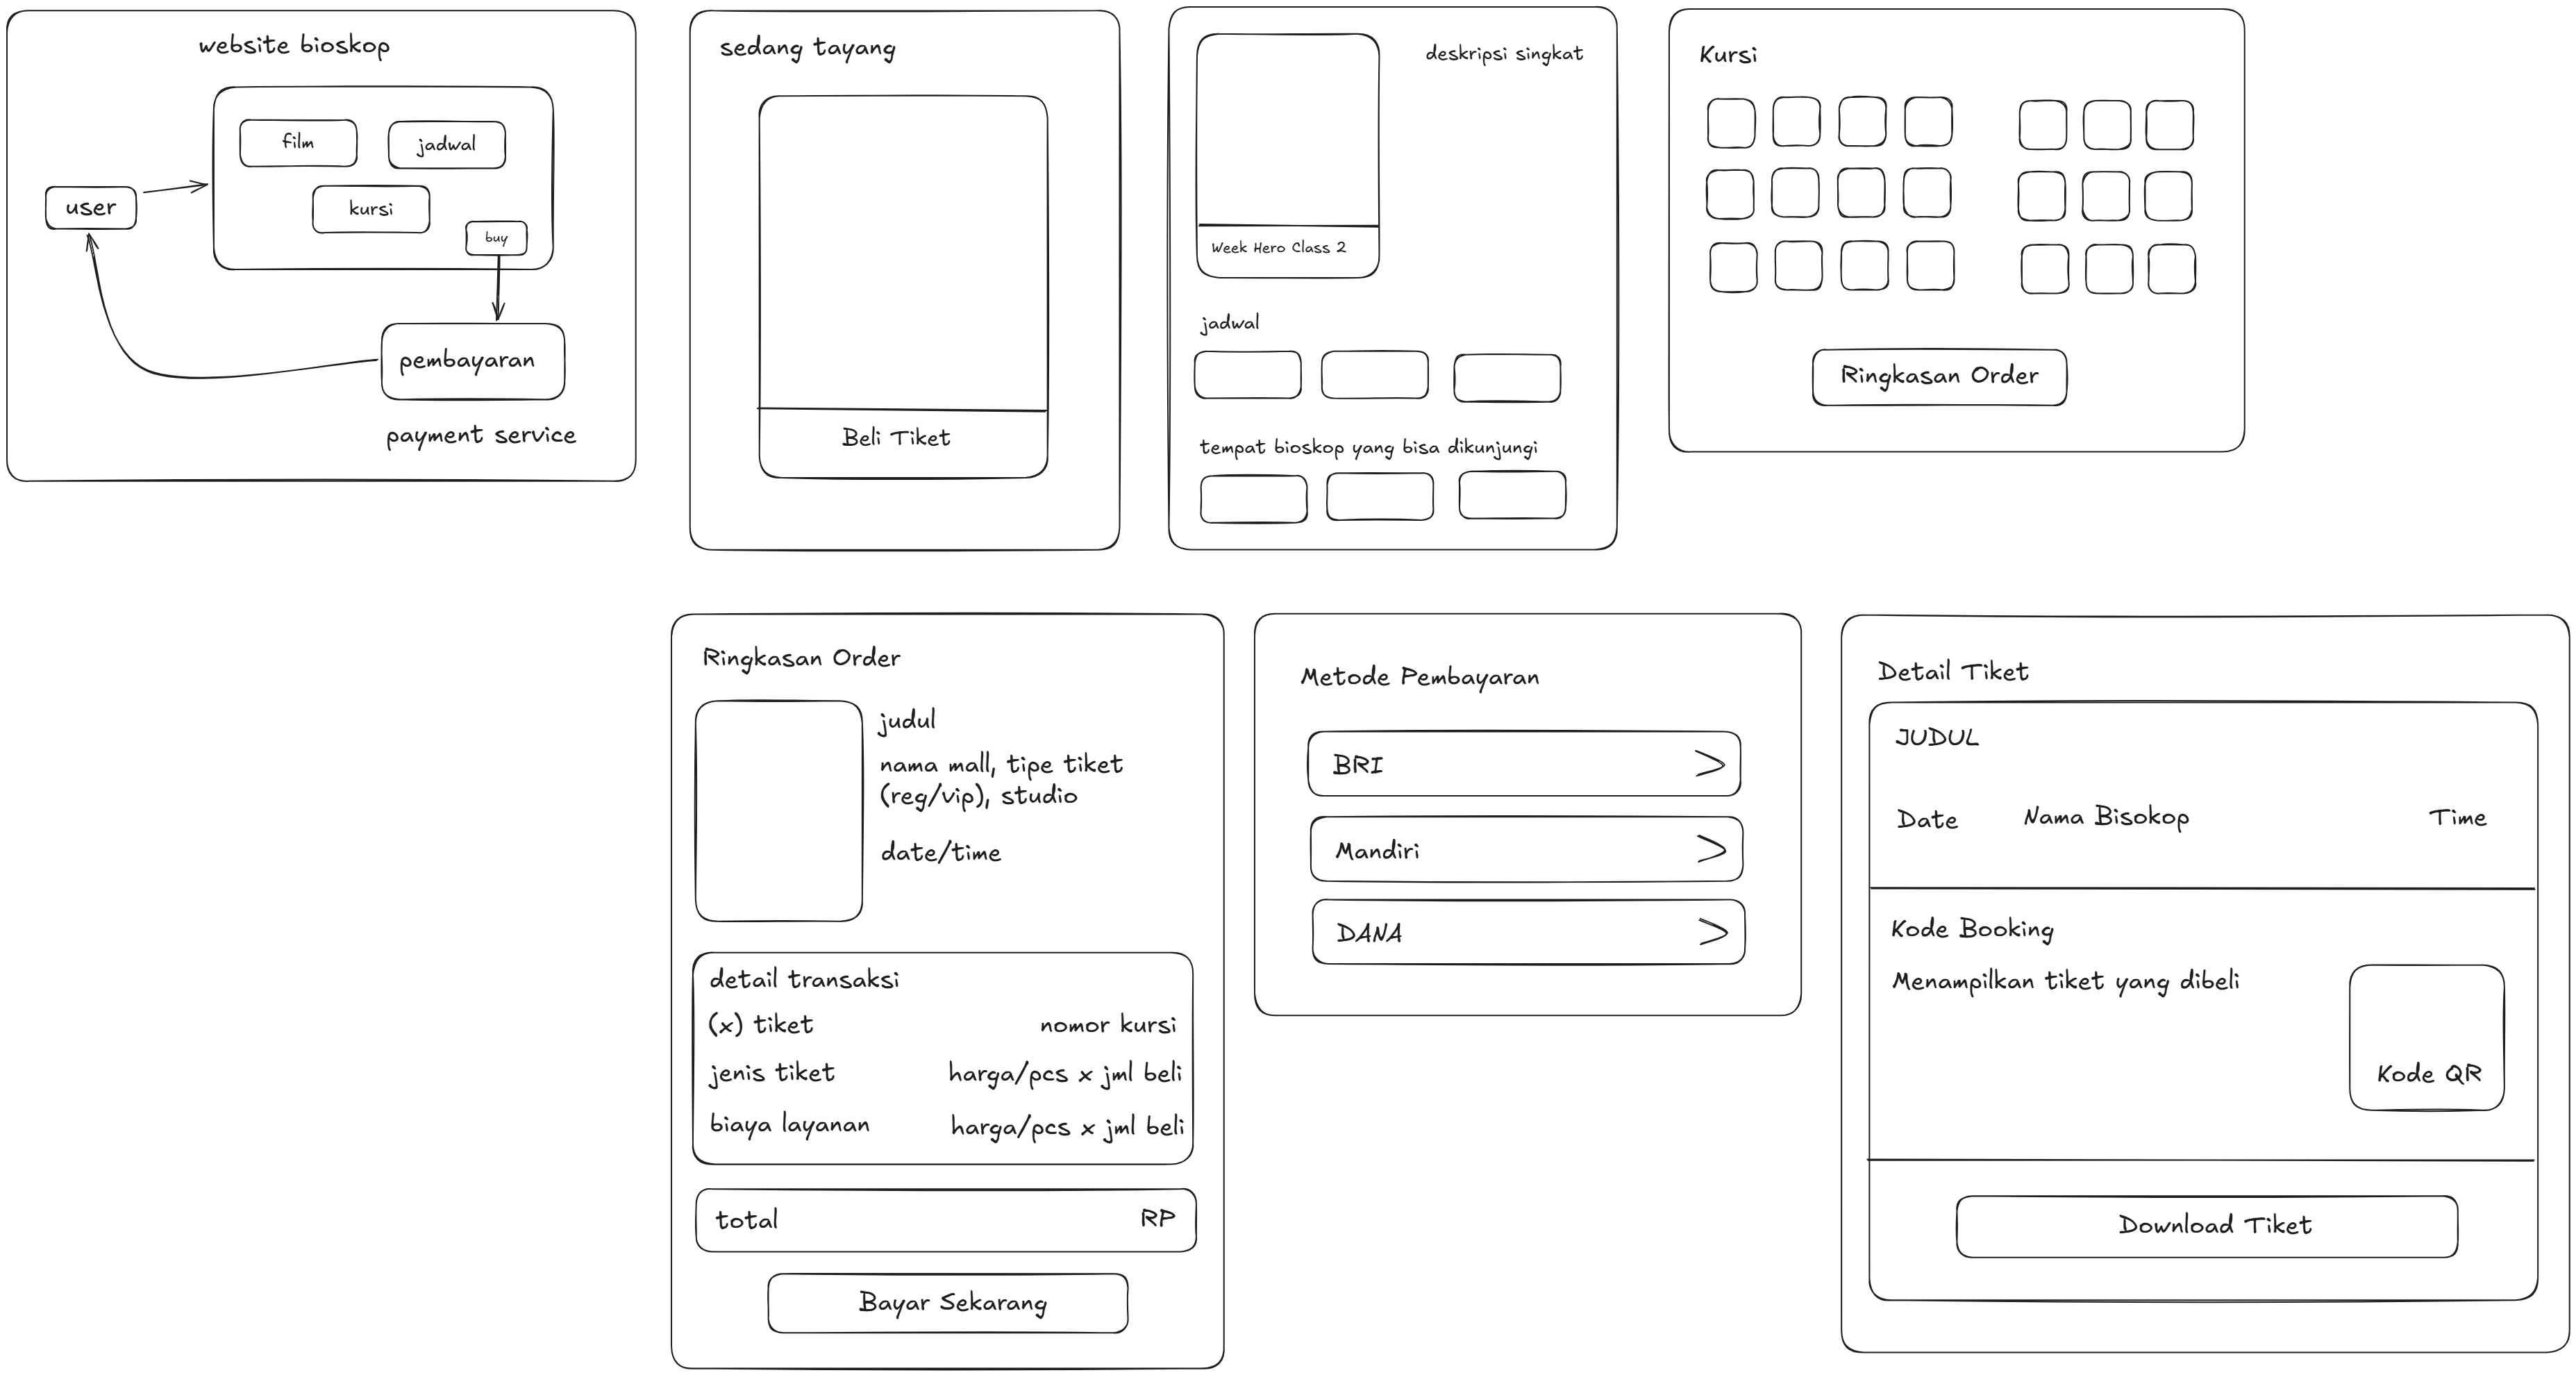 website bioskop
film
jadwal
kursi
user
buy
pembayaran
payment service
sedang tayang
Beli Tiket
deskripsi singkat
Week Hero Class 2
jadwal
tempat bioskop yang bisa dikunjungi
Kursi
Ringkasan Order
Ringkasan Order
judul
nama mall, tipe tiket
(reg/vip), studio
date/time
detail transaksi
(x) tiket nomor kursi
jenis tiket harga/pcs x jml beli
biaya layanan harga/pcs x jml beli
total RP
Bayar Sekarang
Metode Pembayaran
BRI >
Mandiri >
DANA >
Detail Tiket
JUDUL
Date Nama Bisokop Time
Kode Booking
Menampilkan tiket yang dibeli
Kode QR
Download Tiket